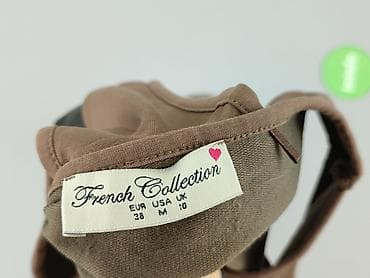 French Collection
EUR USA UK
38 M 10